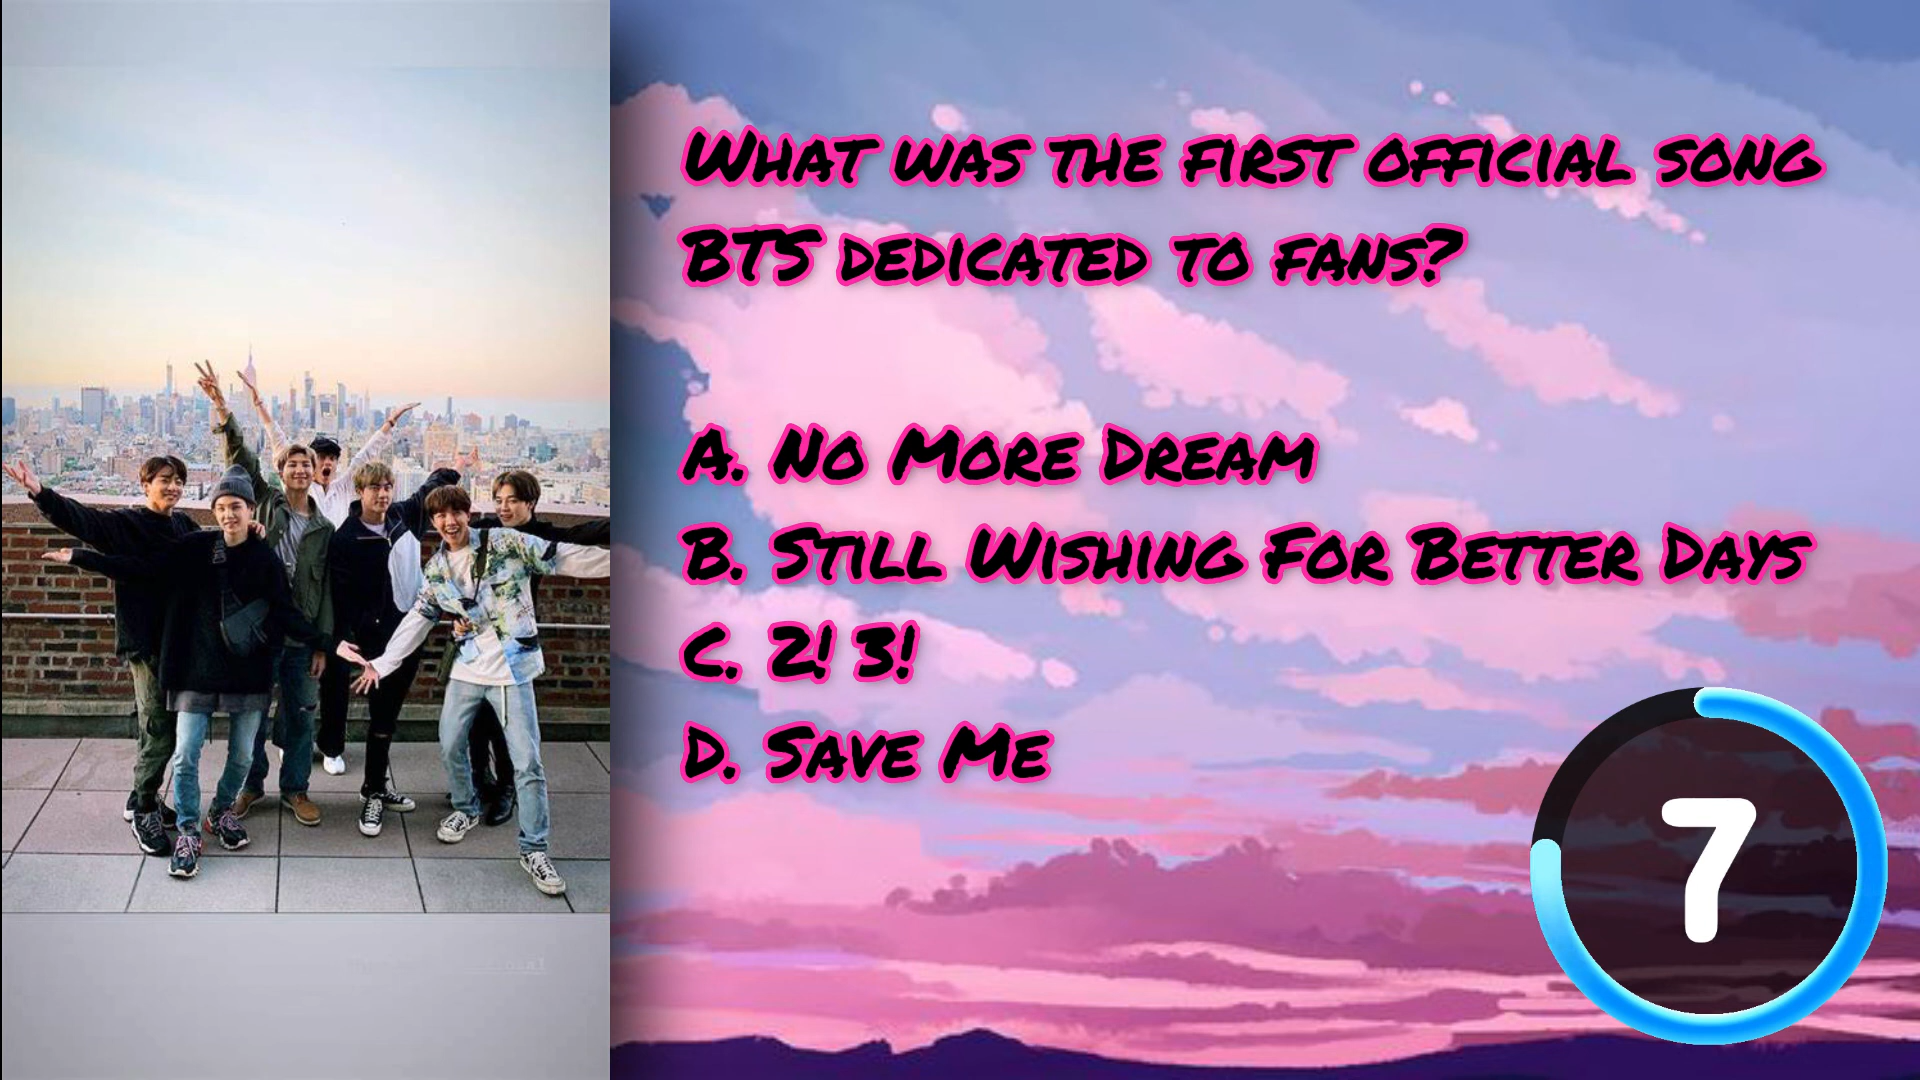 What was the first official song
BTS dedicated to fans?
A. No More Dream
B. Still Wishing For Better Days
C. 2! 3!
D. Save Me
7